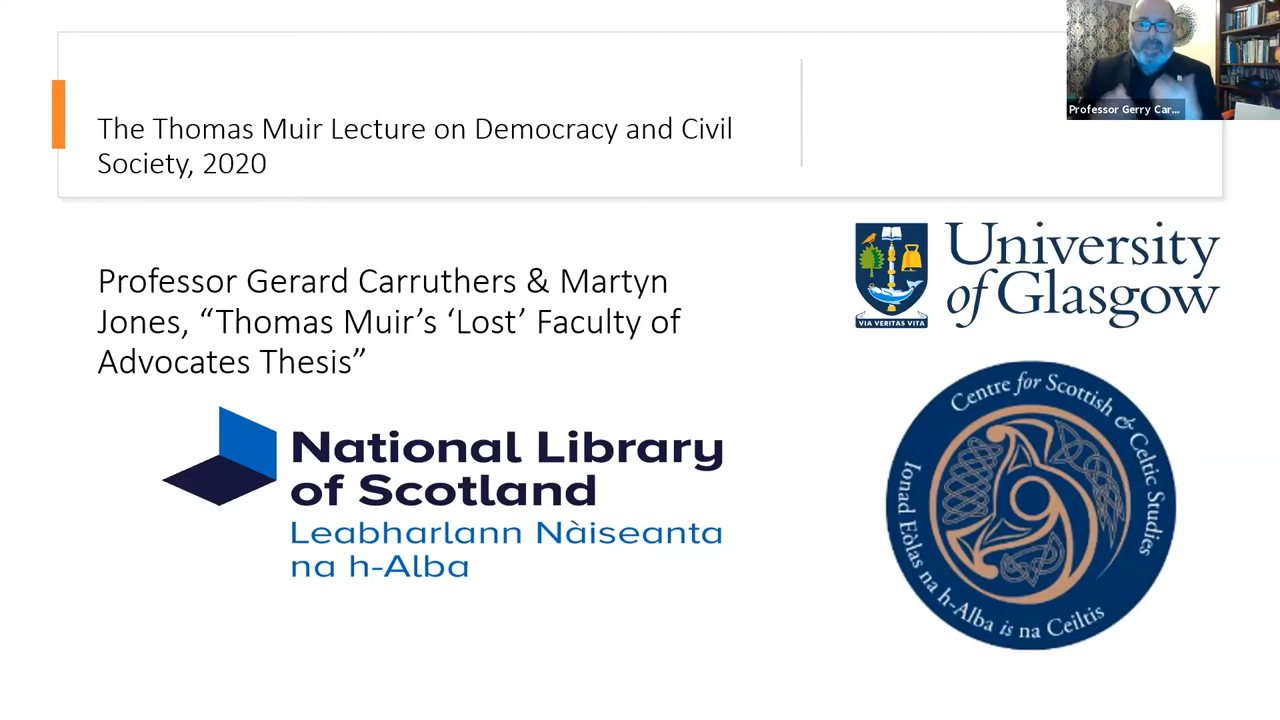 The Thomas Muir Lecture on Democracy and Civil
Society, 2020
Professor Gerry Car...
Professor Gerard Carruthers & Martyn
Jones, “Thomas Muir’s ‘Lost’ Faculty of
Advocates Thesis”
University
of Glasgow
VIA VERITAS VITA
National Library
of Scotland
Leabharlann Nàiseanta
na h-Alba
Centre for Scottish & Celtic Studies
Ionad Eòlas na h-Alba is na Ceiltis